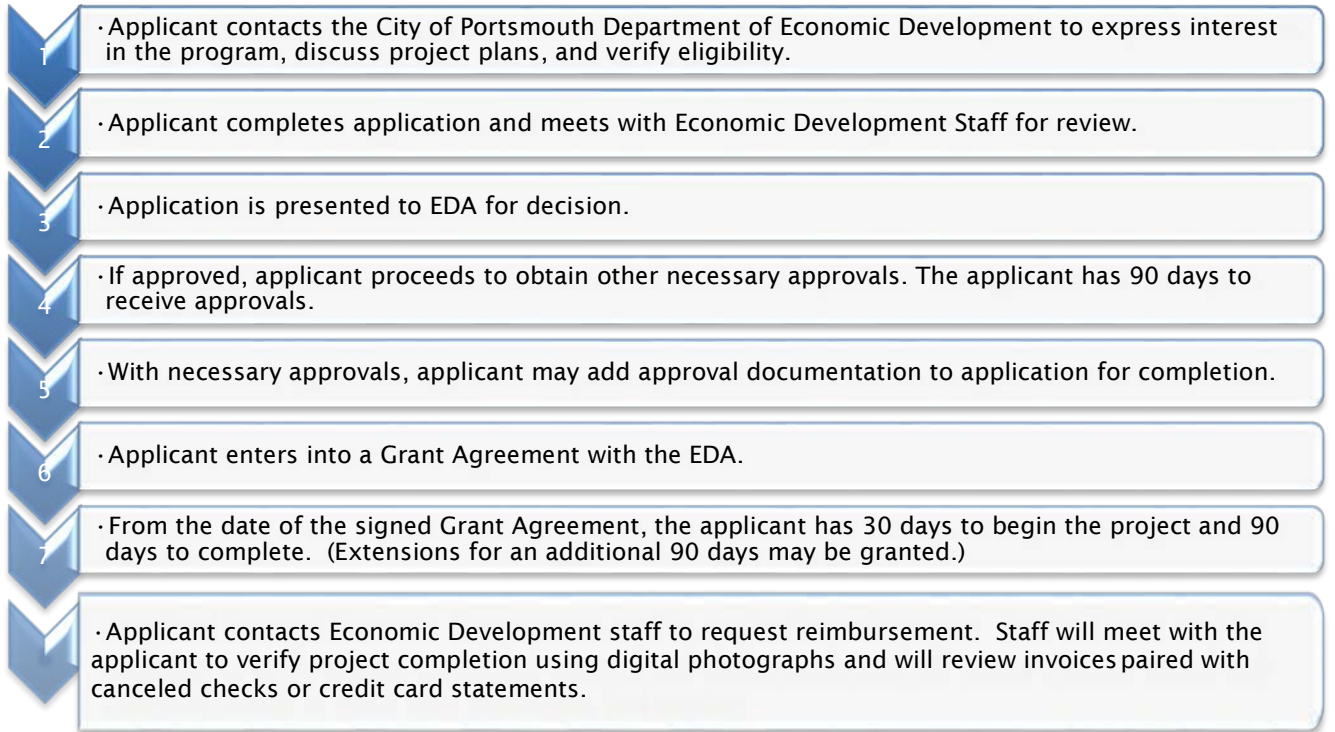 1
·Applicant contacts the City of Portsmouth Department of Economic Development to express interest
in the program, discuss project plans, and verify eligibility.
2
·Applicant completes application and meets with Economic Development Staff for review.
3
·Application is presented to EDA for decision.
4
·If approved, applicant proceeds to obtain other necessary approvals. The applicant has 90 days to
receive approvals.
5
·With necessary approvals, applicant may add approval documentation to application for completion.
6
·Applicant enters into a Grant Agreement with the EDA.
7
·From the date of the signed Grant Agreement, the applicant has 30 days to begin the project and 90
days to complete. (Extensions for an additional 90 days may be granted.)
·Applicant contacts Economic Development staff to request reimbursement. Staff will meet with the
applicant to verify project completion using digital photographs and will review invoices paired with
canceled checks or credit card statements.